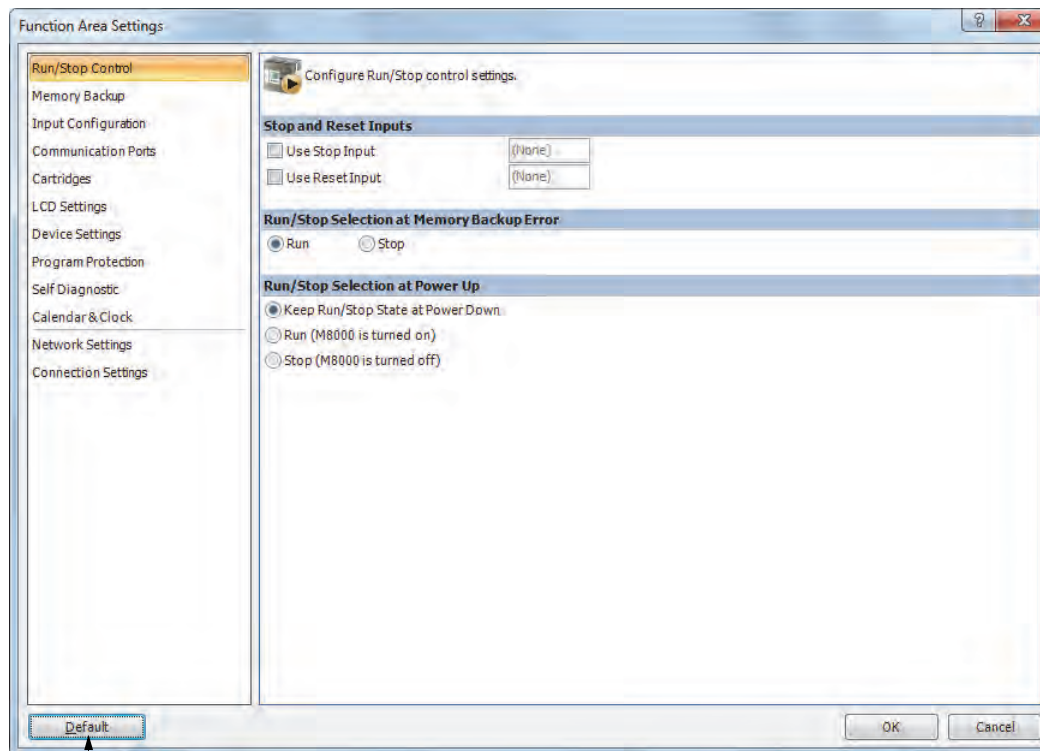 Function Area Settings
?
Run/Stop Control
Memory Backup
Input Configuration
Communication Ports
Cartridges
LCD Settings
Device Settings
Program Protection
Self Diagnostic
Calendar & Clock
Network Settings
Connection Settings
Configure Run/Stop control settings.
Stop and Reset Inputs
Use Stop Input (None)
Use Reset Input (None)
Run/Stop Selection at Memory Backup Error
Run Stop
Run/Stop Selection at Power Up
Keep Run/Stop State at Power Down
Run (M8000 is turned on)
Stop (M8000 is turned off)
Default OK Cancel